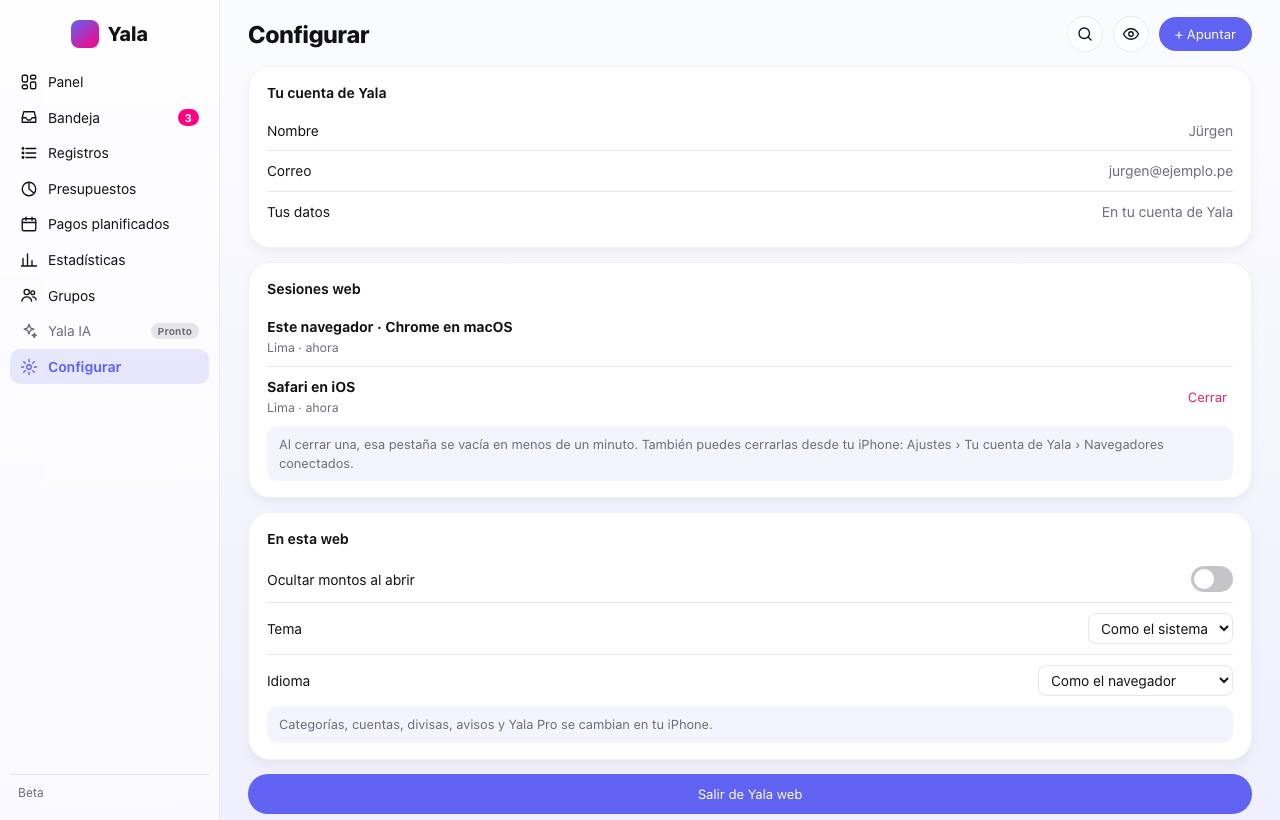 Yala
Panel
Bandeja 3
Registros
Presupuestos
Pagos planificados
Estadísticas
Grupos
Yala IA Pronto
Configurar
Beta
Configurar
+ Apuntar
Tu cuenta de Yala
Nombre Jürgen
Correo jurgen@ejemplo.pe
Tus datos En tu cuenta de Yala
Sesiones web
Este navegador · Chrome en macOS
Lima · ahora
Safari en iOS
Lima · ahora
Cerrar
Al cerrar una, esa pestaña se vacía en menos de un minuto. También puedes cerrarlas desde tu iPhone: Ajustes › Tu cuenta de Yala › Navegadores
conectados.
En esta web
Ocultar montos al abrir
Tema Como el sistema
Idioma Como el navegador
Categorías, cuentas, divisas, avisos y Yala Pro se cambian en tu iPhone.
Salir de Yala web